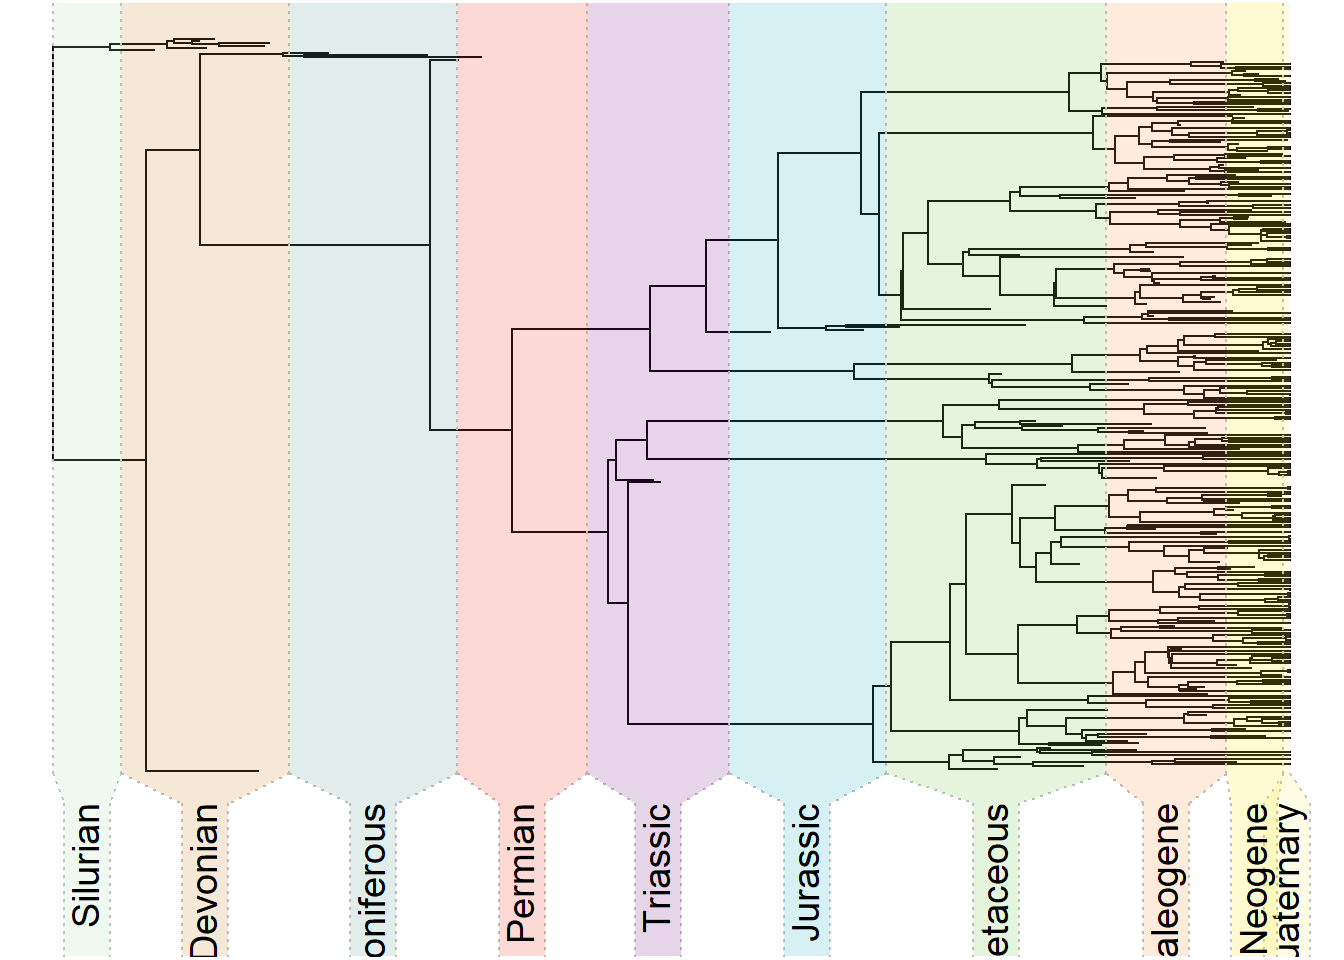 Silurian
Devonian
oniferous
Permian
Triassic
Jurassic
etaceous
aleogene
Neogene
uaternary